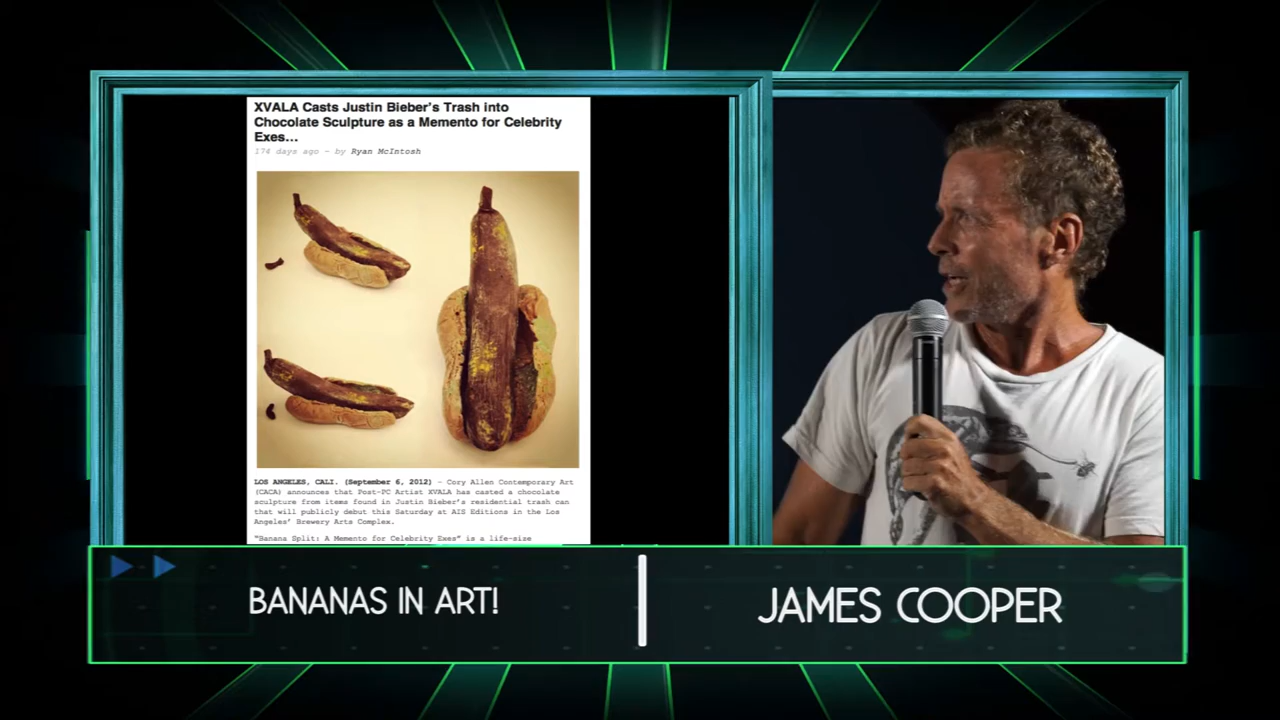 XVALA Casts Justin Bieber's Trash into
Chocolate Sculpture as a Memento for Celebrity
Exes...
174 days ago – by Ryan McIntosh
LOS ANGELES, CALI. (September 6, 2012) – Cory Allen Contemporary Art
(CACA) announces that Post-PC Artist XVALA has casted a chocolate
sculpture from items found in Justin Bieber's residential trash can
that will publicly debut this Saturday at AIS Editions in the Los
Angeles' Brewery Arts Complex.
"Banana Split: A Memento for Celebrity Exes" is a life-size
BANANAS IN ART!
JAMES COOPER